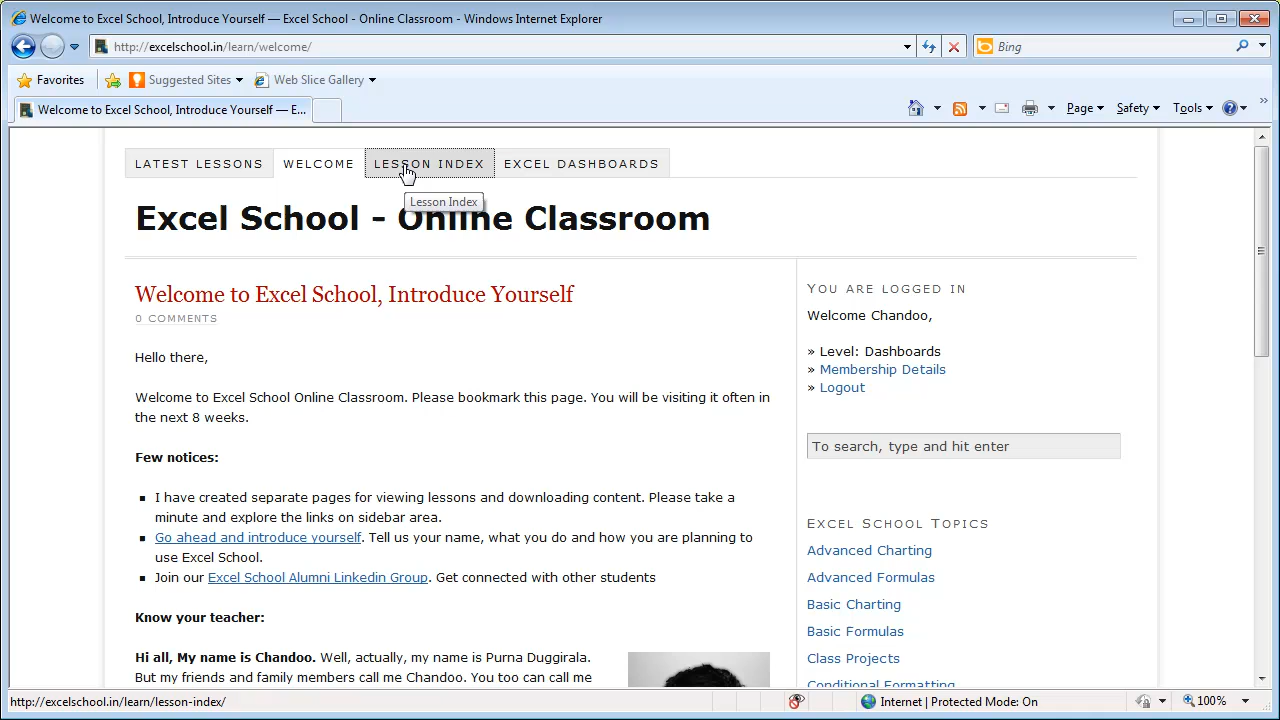 Welcome to Excel School, Introduce Yourself — Excel School - Online Classroom - Windows Internet Explorer
http://excelschool.in/learn/welcome/
Bing
Favorites
Suggested Sites
Web Slice Gallery
Welcome to Excel School, Introduce Yourself — E...
Page
Safety
Tools
LATEST LESSONS
WELCOME
LESSON INDEX
EXCEL DASHBOARDS
Lesson Index
Excel School - Online Classroom
Welcome to Excel School, Introduce Yourself
0 COMMENTS
Hello there,
Welcome to Excel School Online Classroom. Please bookmark this page. You will be visiting it often in
the next 8 weeks.
Few notices:
I have created separate pages for viewing lessons and downloading content. Please take a
minute and explore the links on sidebar area.
Go ahead and introduce yourself. Tell us your name, what you do and how you are planning to
use Excel School.
Join our Excel School Alumni Linkedin Group. Get connected with other students
Know your teacher:
Hi all, My name is Chandoo. Well, actually, my name is Purna Duggirala.
But my friends and family members call me Chandoo. You too can call me
YOU ARE LOGGED IN
Welcome Chandoo,
» Level: Dashboards
» Membership Details
» Logout
To search, type and hit enter
EXCEL SCHOOL TOPICS
Advanced Charting
Advanced Formulas
Basic Charting
Basic Formulas
Class Projects
Conditional Formatting
http://excelschool.in/learn/lesson-index/
Internet | Protected Mode: On
100%